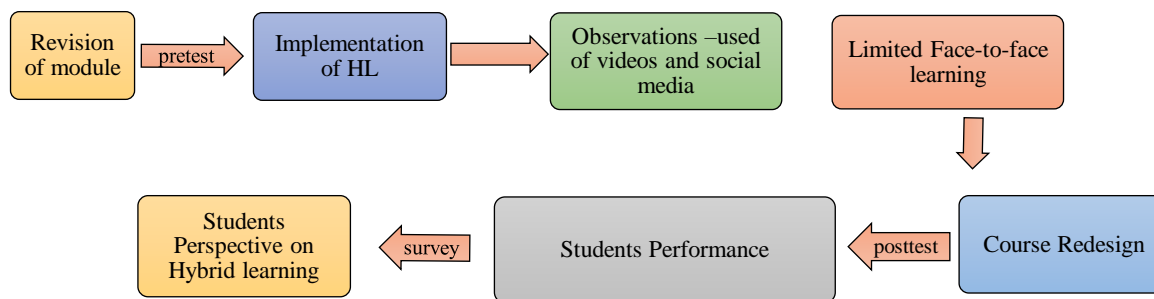 Revision
of module
pretest
Implementation
of HL
Observations –used
of videos and social
media
Limited Face-to-face
learning
Course Redesign
posttest
Students Performance
survey
Students
Perspective on
Hybrid learning